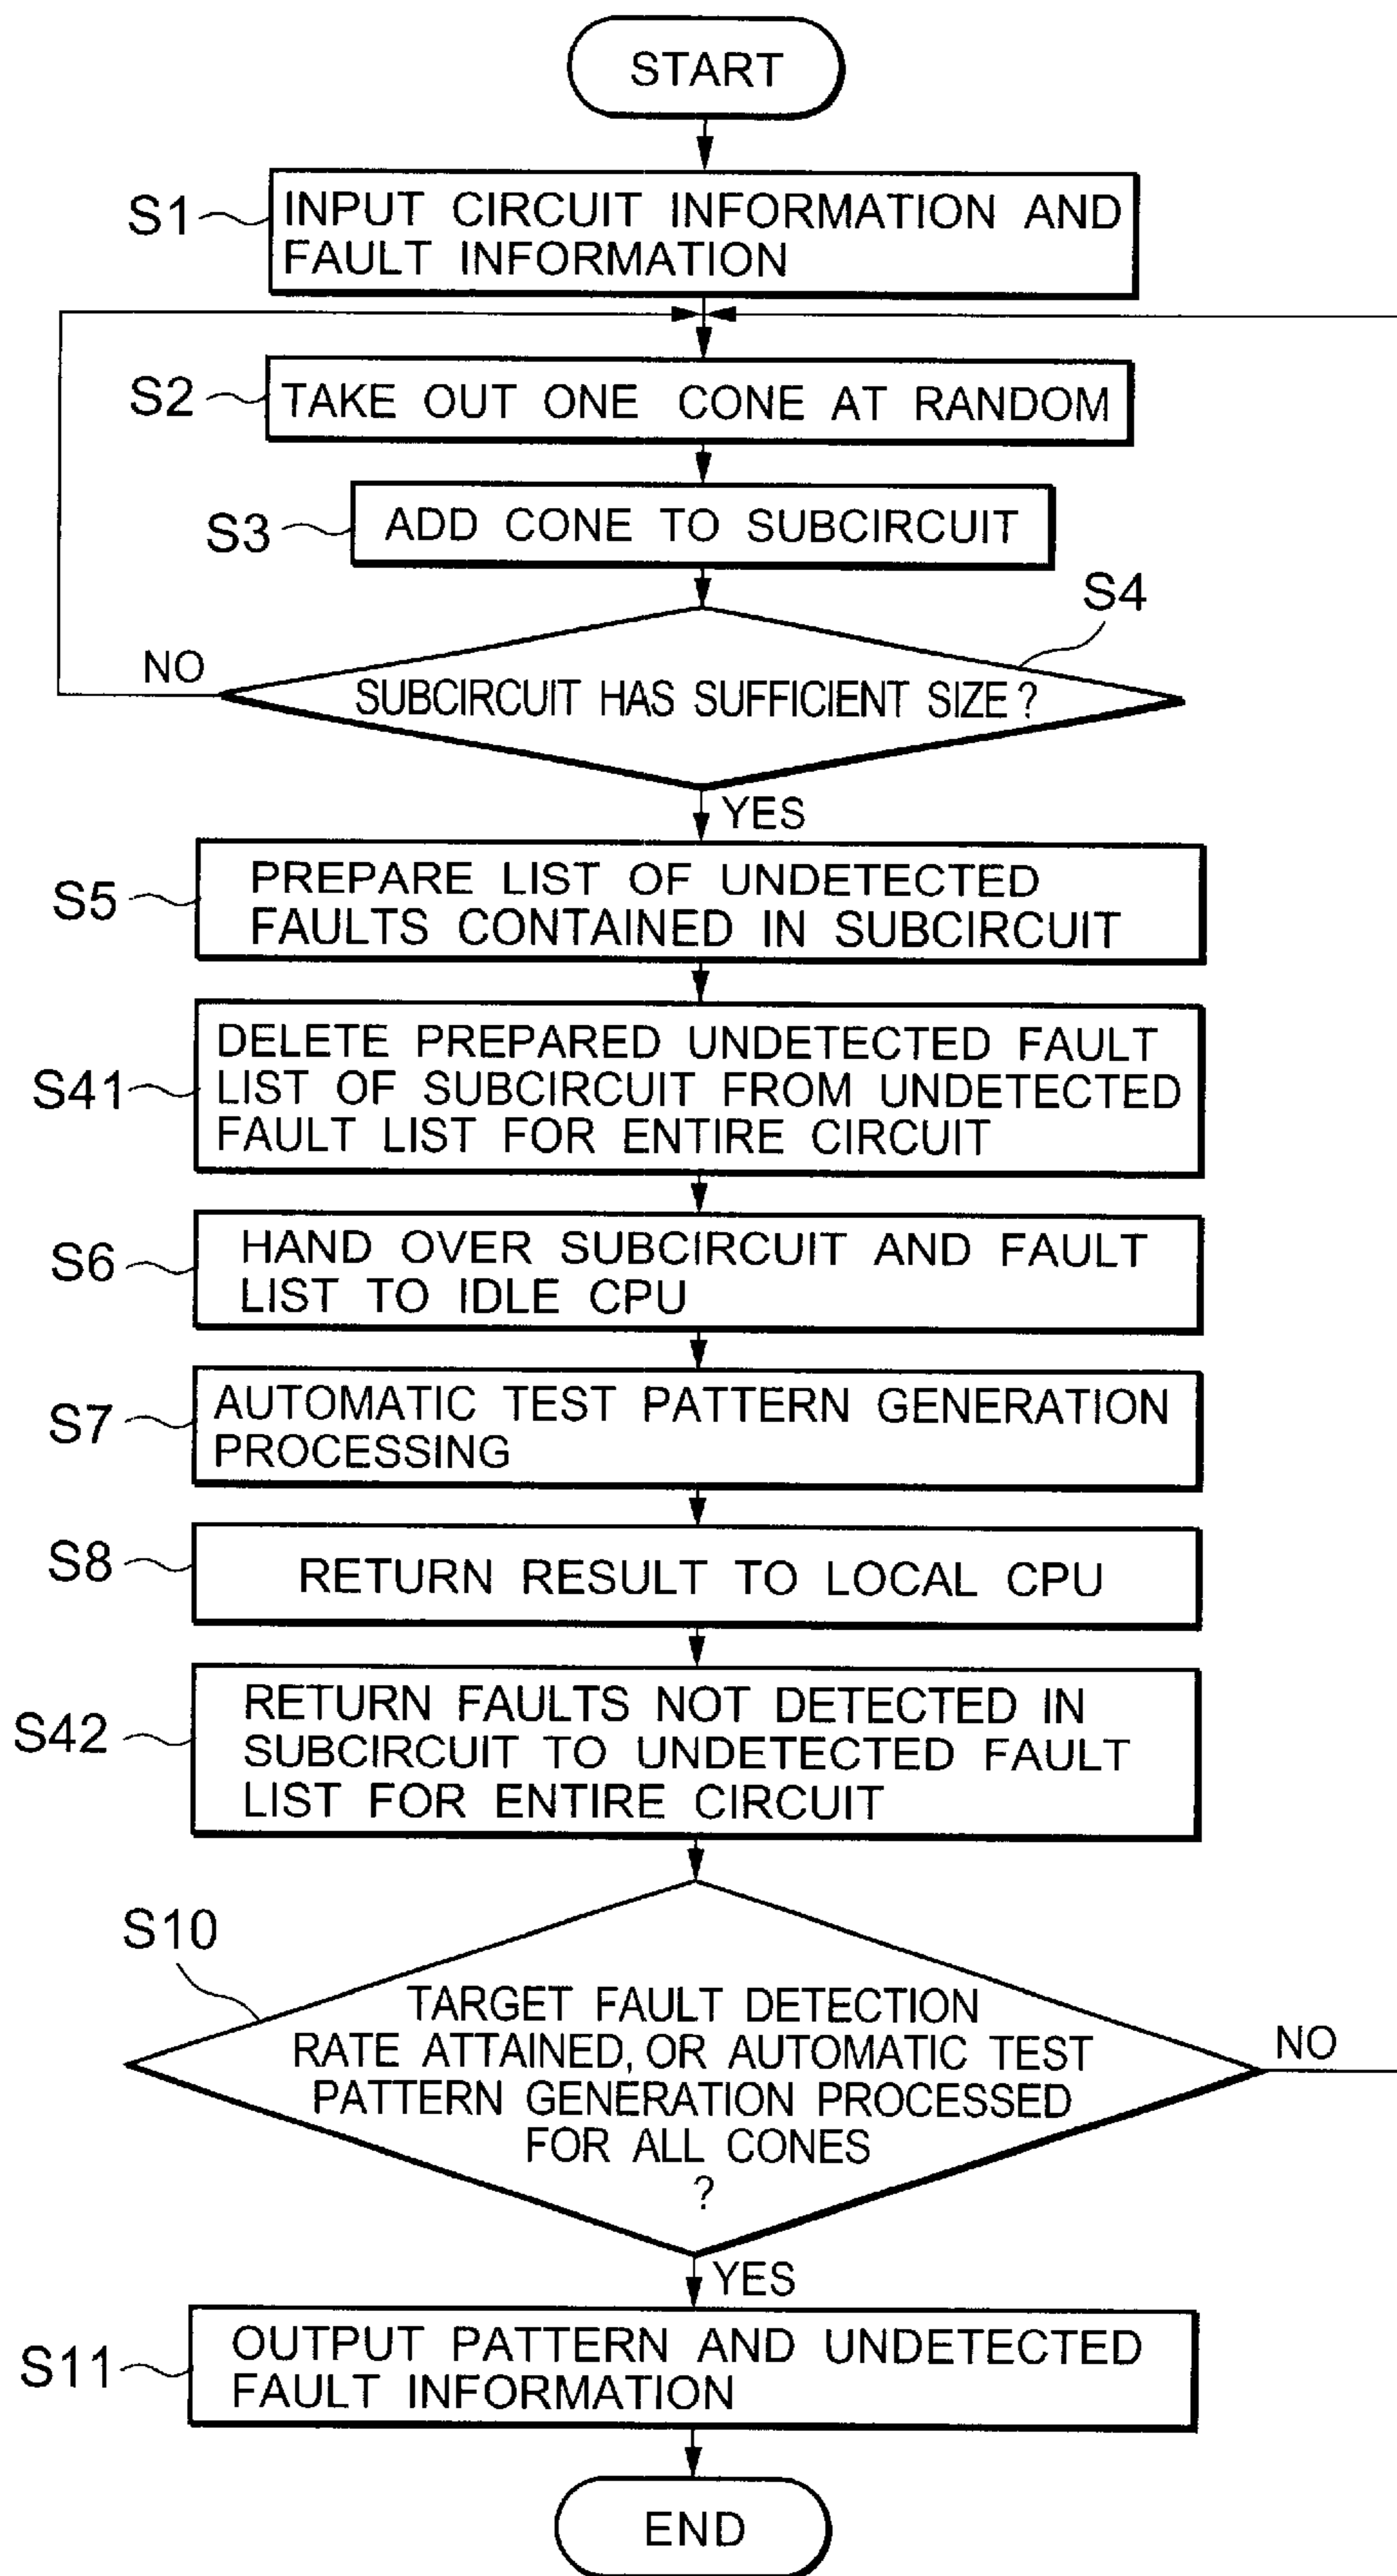 START
S1
INPUT CIRCUIT INFORMATION AND
FAULT INFORMATION
S2
TAKE OUT ONE CONE AT RANDOM
S3
ADD CONE TO SUBCIRCUIT
S4
NO
SUBCIRCUIT HAS SUFFICIENT SIZE?
YES
S5
PREPARE LIST OF UNDETECTED
FAULTS CONTAINED IN SUBCIRCUIT
S41
DELETE PREPARED UNDETECTED FAULT
LIST OF SUBCIRCUIT FROM UNDETECTED
FAULT LIST FOR ENTIRE CIRCUIT
S6
HAND OVER SUBCIRCUIT AND FAULT
LIST TO IDLE CPU
S7
AUTOMATIC TEST PATTERN GENERATION
PROCESSING
S8
RETURN RESULT TO LOCAL CPU
S42
RETURN FAULTS NOT DETECTED IN
SUBCIRCUIT TO UNDETECTED FAULT
LIST FOR ENTIRE CIRCUIT
S10
TARGET FAULT DETECTION
RATE ATTAINED, OR AUTOMATIC TEST
PATTERN GENERATION PROCESSED
FOR ALL CONES
?
NO
YES
S11
OUTPUT PATTERN AND UNDETECTED
FAULT INFORMATION
END